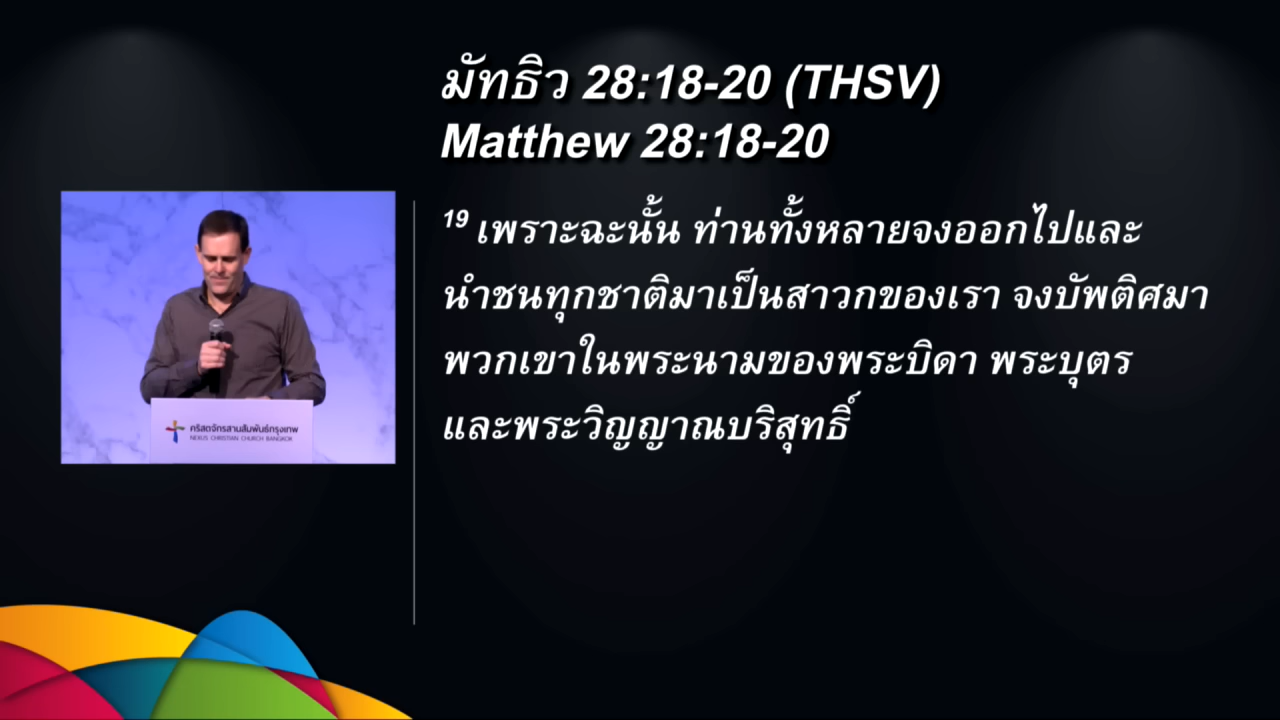 มัทธิว 28:18-20 (THSV)
Matthew 28:18-20
19 เพราะฉะนั้น ท่านทั้งหลายจงออกไปและ
นำชนทุกชาติมาเป็นสาวกของเรา จงบัพติศมา
พวกเขาในพระนามของพระบิดา พระบุตร
และพระวิญญาณบริสุทธิ์
คริสตจักรสานสัมพันธ์กรุงเทพ
NEXUS CHRISTIAN CHURCH BANGKOK